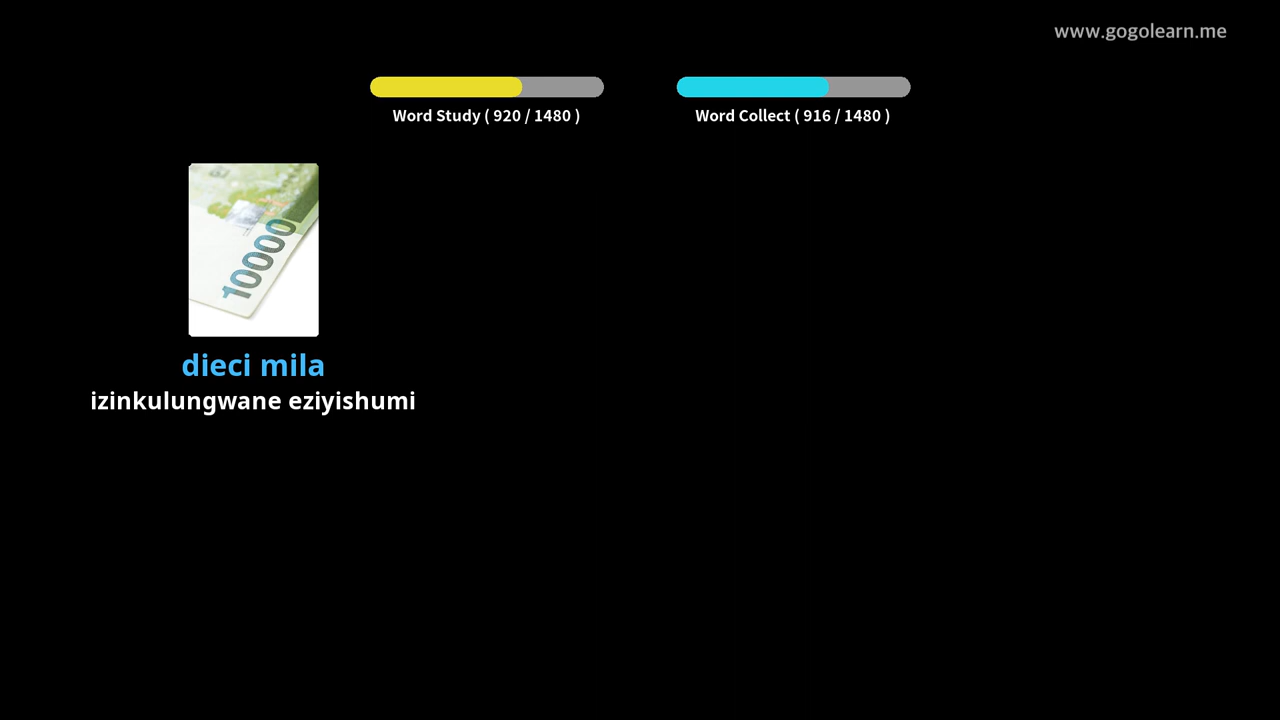 www.gogolearn.me
Word Study ( 920 / 1480 )
Word Collect ( 916 / 1480 )
10000
dieci mila
izinkulungwane eziyishumi